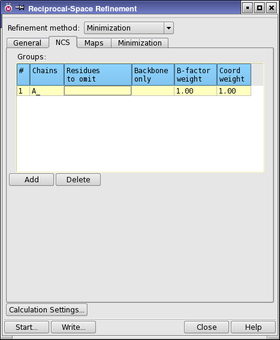 Reciprocal-Space Refinement
Refinement method: Minimization
General NCS Maps Minimization
Groups:
# Chains Residues to omit Backbone only B-factor weight Coord weight
1 A_ 1.00 1.00
Add Delete
Calculation Settings...
Start... Write... Close Help